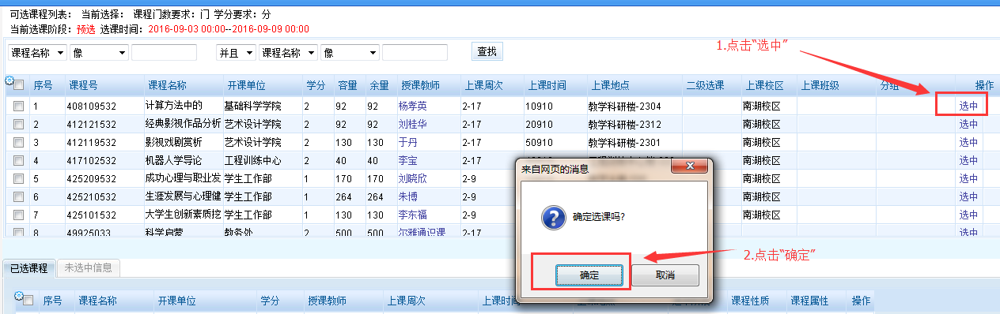 可选课程列表： 当前选择： 课程门数要求：门 学分要求：分
当前选课阶段：预选 选课时间：2016-09-03 00:00--2016-09-09 00:00
1.点击“选中”
课程名称 像 并且 课程名称 像 查找
序号 课程号 课程名称 开课单位 学分 容量 余量 授课教师 上课周次 上课时间 上课地点 二级选课 上课校区 上课班级 分组 操作
1 408109532 计算方法中的 基础科学学院 2 92 92 杨孝英 2-17 10910 教学科研楼-2304 南湖校区 选中
2 412121532 经典影视作品分析 艺术设计学院 2 92 92 刘桂华 2-17 20910 教学科研楼-2312 南湖校区 选中
3 412119532 影视戏剧赏析 艺术设计学院 2 130 130 于丹 2-17 50910 教学科研楼-2301 南湖校区 选中
4 417102532 机器人学导论 工程训练中心 2 40 40 李宝 2-17 南湖校区 选中
5 425209532 成功心理与职业发 学生工作部 1 170 170 刘晓欣 2-9 南湖校区 选中
6 425210532 生涯发展与心理健 学生工作部 1 264 264 朱博 2-9 南湖校区 选中
7 425101532 大学生创新素质挖 学生工作部 1 130 130 李东福 2-9 南湖校区 选中
8 49925033 科学启蒙 教务处 2 500 500 尔雅通识课 2-17 选中
来自网页的消息
确定选课吗?
确定 取消
2.点击“确定”
已选课程 未选中信息
序号 课程名称 开课单位 学分 授课教师 上课周次 上课时间 课程性质 课程属性 操作